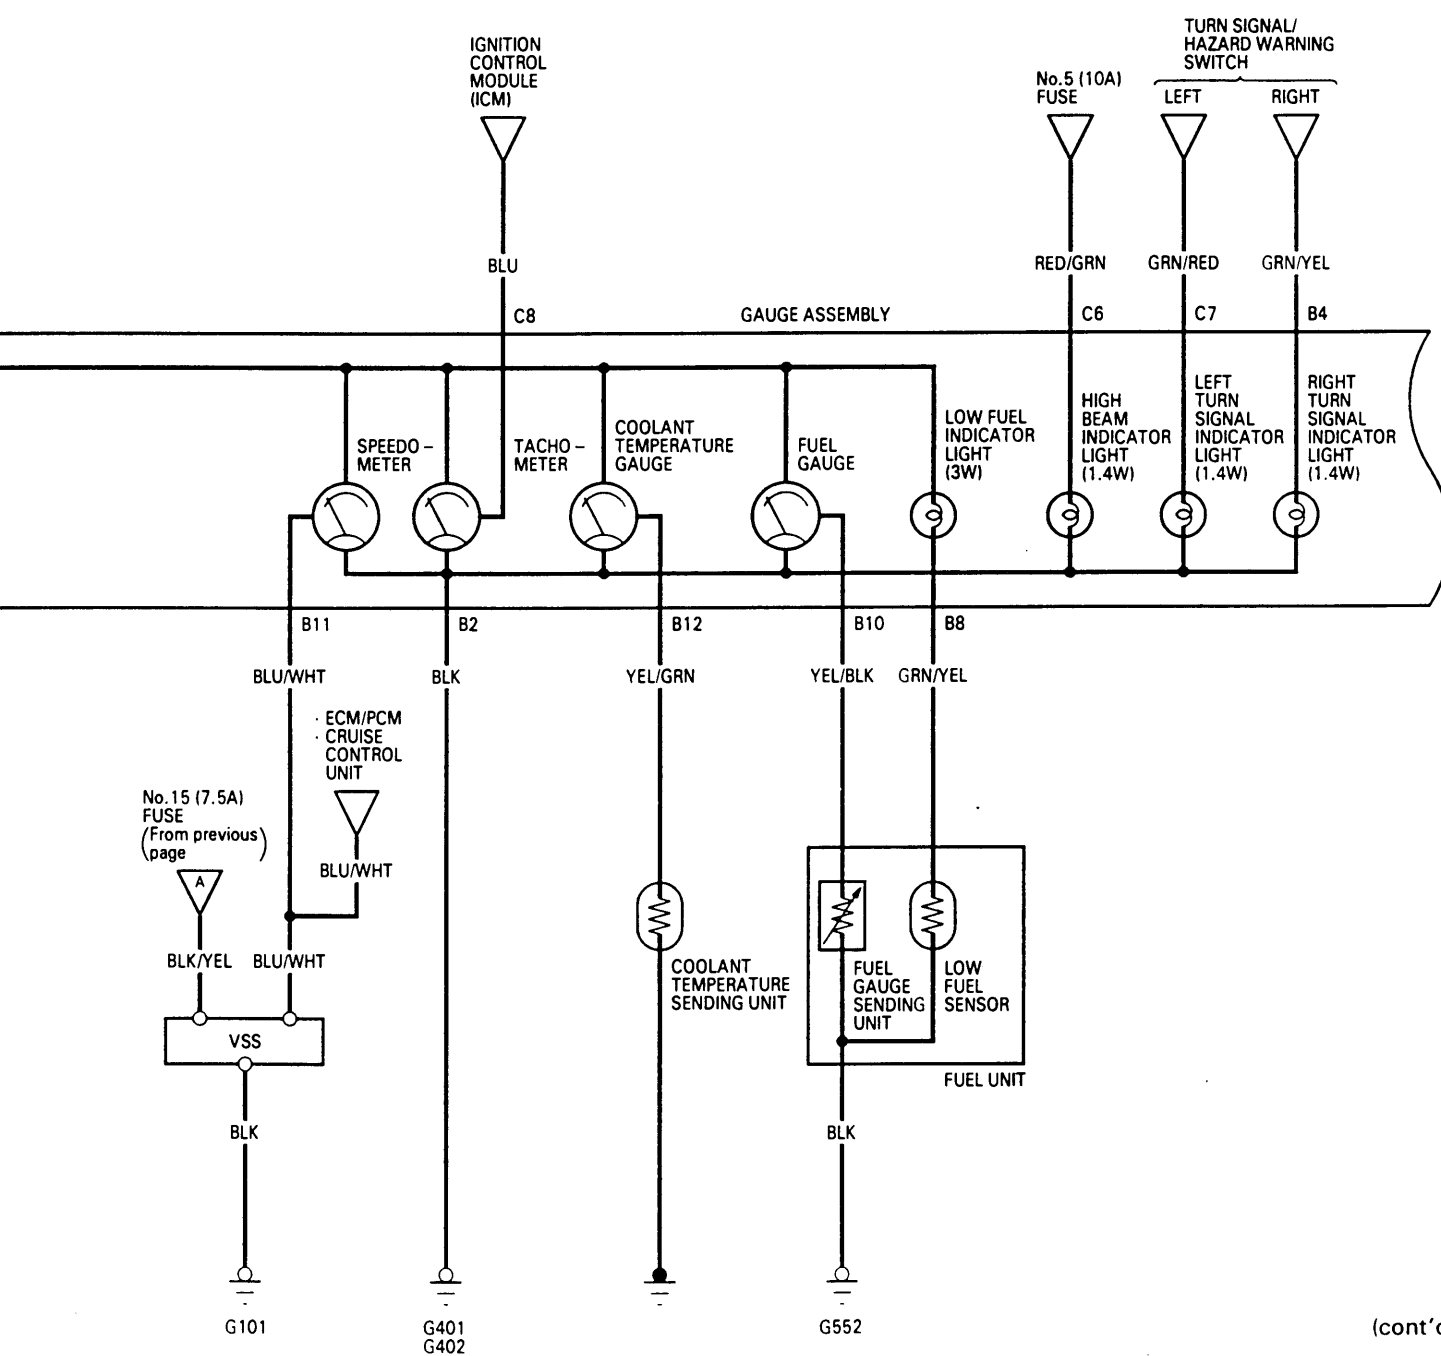 IGNITION
CONTROL
MODULE
(ICM)
TURN SIGNAL/
HAZARD WARNING
SWITCH
No.5 (10A)
FUSE
LEFT
RIGHT
BLU
RED/GRN
GRN/RED
GRN/YEL
C8
GAUGE ASSEMBLY
C6
C7
B4
SPEEDO-
METER
TACHO-
METER
COOLANT
TEMPERATURE
GAUGE
FUEL
GAUGE
LOW FUEL
INDICATOR
LIGHT
(3W)
HIGH
BEAM
INDICATOR
LIGHT
(1.4W)
LEFT
TURN
SIGNAL
INDICATOR
LIGHT
(1.4W)
RIGHT
TURN
SIGNAL
INDICATOR
LIGHT
(1.4W)
B11
B2
B12
B10
B8
BLU/WHT
BLK
YEL/GRN
YEL/BLK
GRN/YEL
· ECM/PCM
· CRUISE
CONTROL
UNIT
No.15 (7.5A)
FUSE
(From previous
page)
A
BLU/WHT
BLK/YEL
BLU/WHT
VSS
COOLANT
TEMPERATURE
SENDING UNIT
FUEL
GAUGE
SENDING
UNIT
LOW
FUEL
SENSOR
FUEL UNIT
BLK
BLK
G101
G401
G402
G552
(cont'd